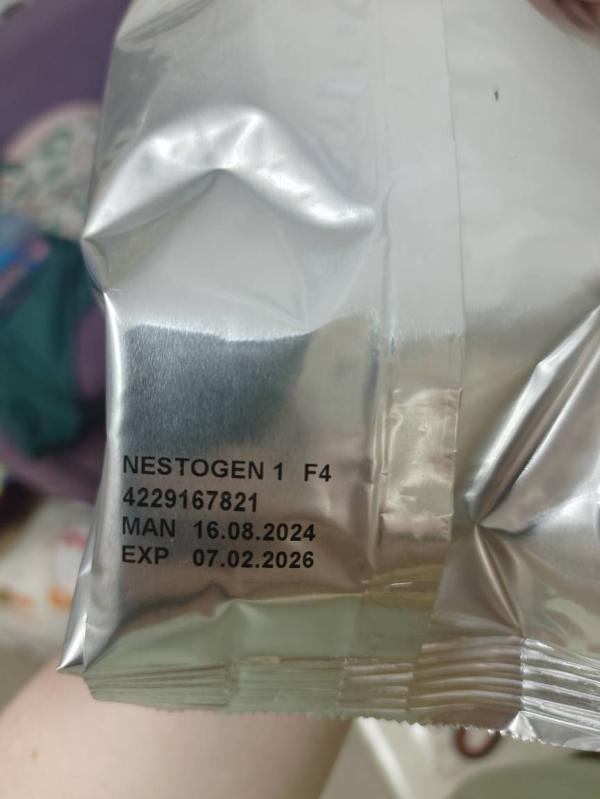 NESTOGEN 1 F4
4229167821
MAN 16.08.2024
EXP 07.02.2026